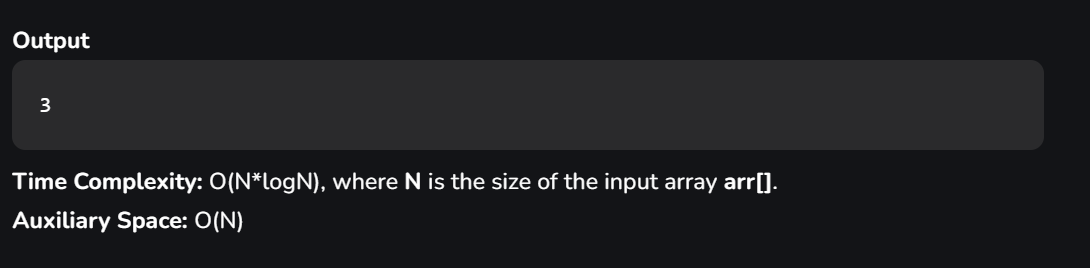 Output
3
Time Complexity: O(N*logN), where N is the size of the input array arr[].
Auxiliary Space: O(N)